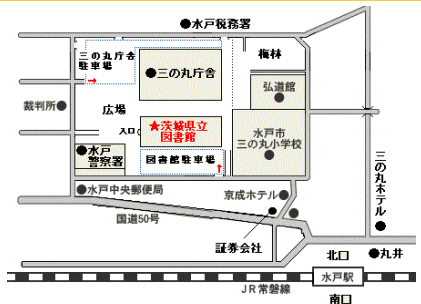 ●水戸税務署
三の丸庁舎
駐車場
→
●三の丸庁舎
梅林
弘道館
●
裁判所●
広場
入口
★茨城県立
図書館
水戸市
三の丸小学校
●
●水戸
警察署
図書館駐車場
↑
三の丸ホテル●
●水戸中央郵便局
京成ホテル●
国道50号
証券会社
●
北口
●丸井
水戸駅
JR常磐線
南口